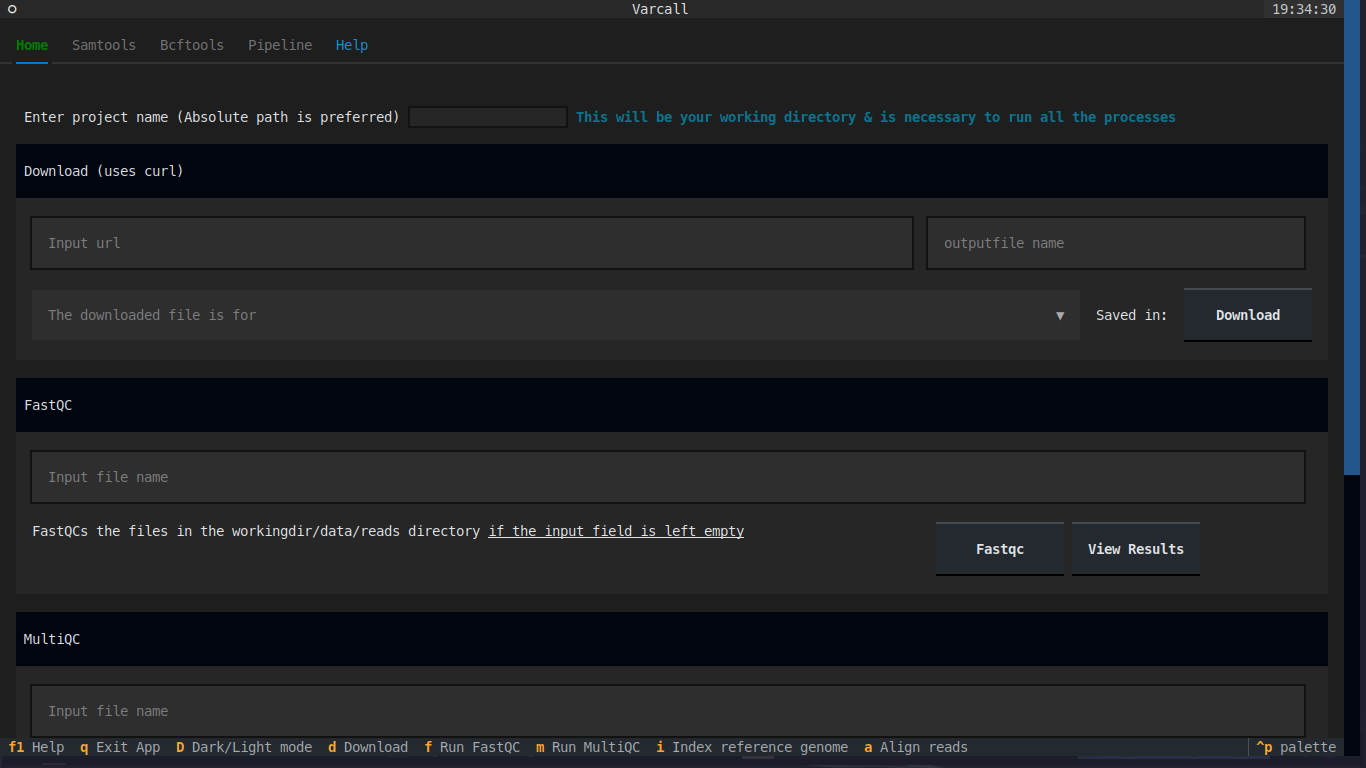 Varcall 19:34:30
Home Samtools Bcftools Pipeline Help
Enter project name (Absolute path is preferred) This will be your working directory & is necessary to run all the processes
Download (uses curl)
Input url outputfile name
The downloaded file is for ▼ Saved in: Download
FastQC
Input file name
FastQCs the files in the workingdir/data/reads directory if the input field is left empty
Fastqc View Results
MultiQC
Input file name
f1 Help q Exit App D Dark/Light mode d Download f Run FastQC m Run MultiQC i Index reference genome a Align reads ^p palette